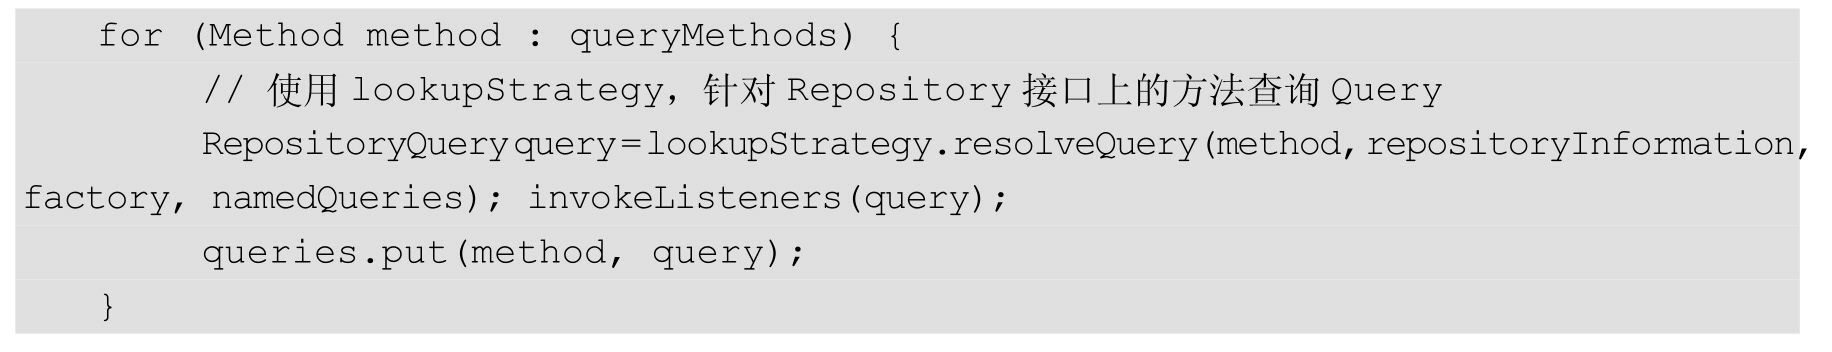 for (Method method : queryMethods) {
// 使用 lookupStrategy，针对 Repository 接口上的方法查询 Query
RepositoryQuery query=lookupStrategy.resolveQuery(method,repositoryInformation,
factory, namedQueries); invokeListeners(query);
queries.put(method, query);
}